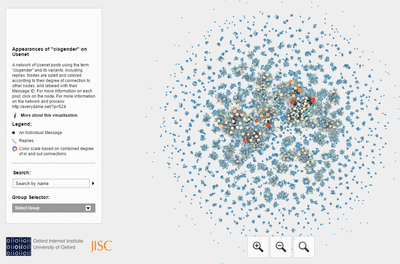 Appearances of "cisgender" on
Usenet
A network of Usenet posts using the term
"cisgender" and its variants, including
replies. Nodes are sized and colored
according to their degree of connection to
other nodes, and labeled with their
Message ID. For more information on each
post, click on the node. For more information
on the network and process:
i More about this visualisation
Legend:
An Individual Message
Replies
Color scale based on combined degree
of in and out connections
Search:
Search by name
Group Selector:
Select Group
Oxford Internet Institute
University of Oxford
JISC